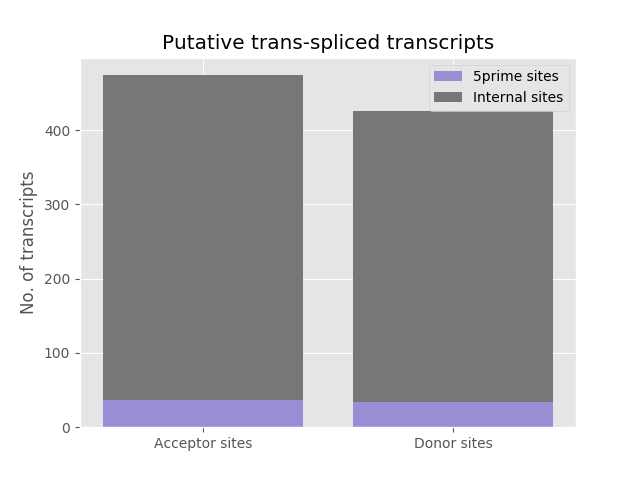 Putative trans-spliced transcripts
5prime sites
Internal sites
No. of transcripts
400
300
200
100
0
Acceptor sites
Donor sites